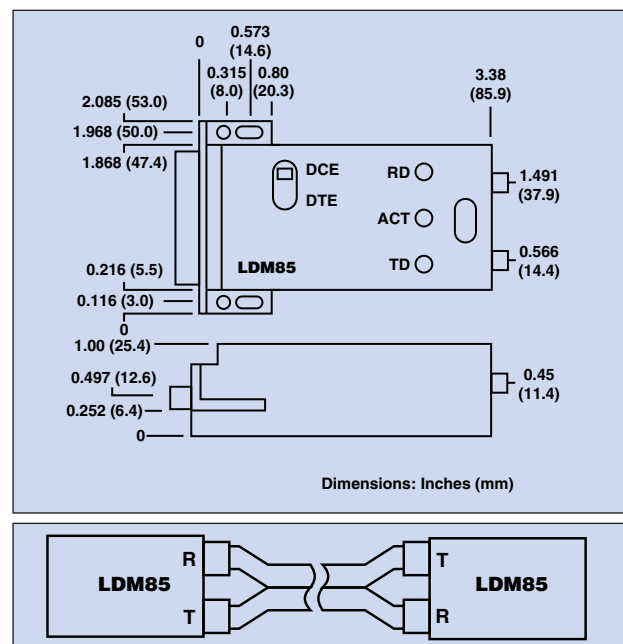 0
0.573
(14.6)
0.315
(8.0)
0.80
(20.3)
3.38
(85.9)
2.085 (53.0)
1.968 (50.0)
1.868 (47.4)
DCE
DTE
RD
ACT
TD
1.491
(37.9)
0.566
(14.4)
LDM85
0.216 (5.5)
0.116 (3.0)
0
1.00 (25.4)
0.497 (12.6)
0.252 (6.4)
0
0.45
(11.4)
Dimensions: Inches (mm)
LDM85
R
T
T
R
LDM85